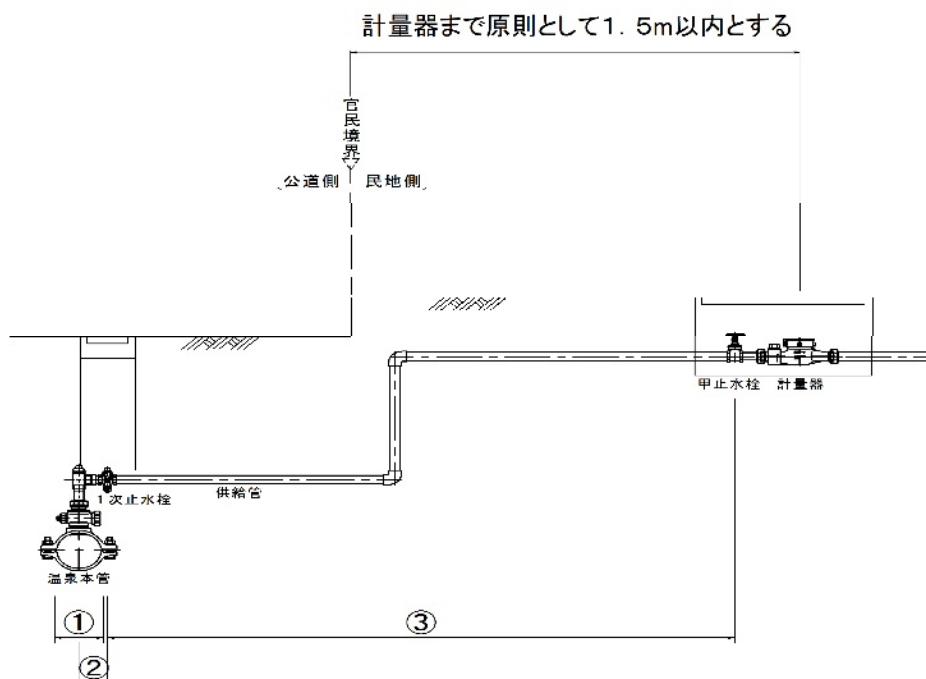 計量器まで原則として1.5m以内とする
官民境界
公道側 民地側
甲止水栓 計量器
1次止水栓 供給管
温泉本管
① ③
②